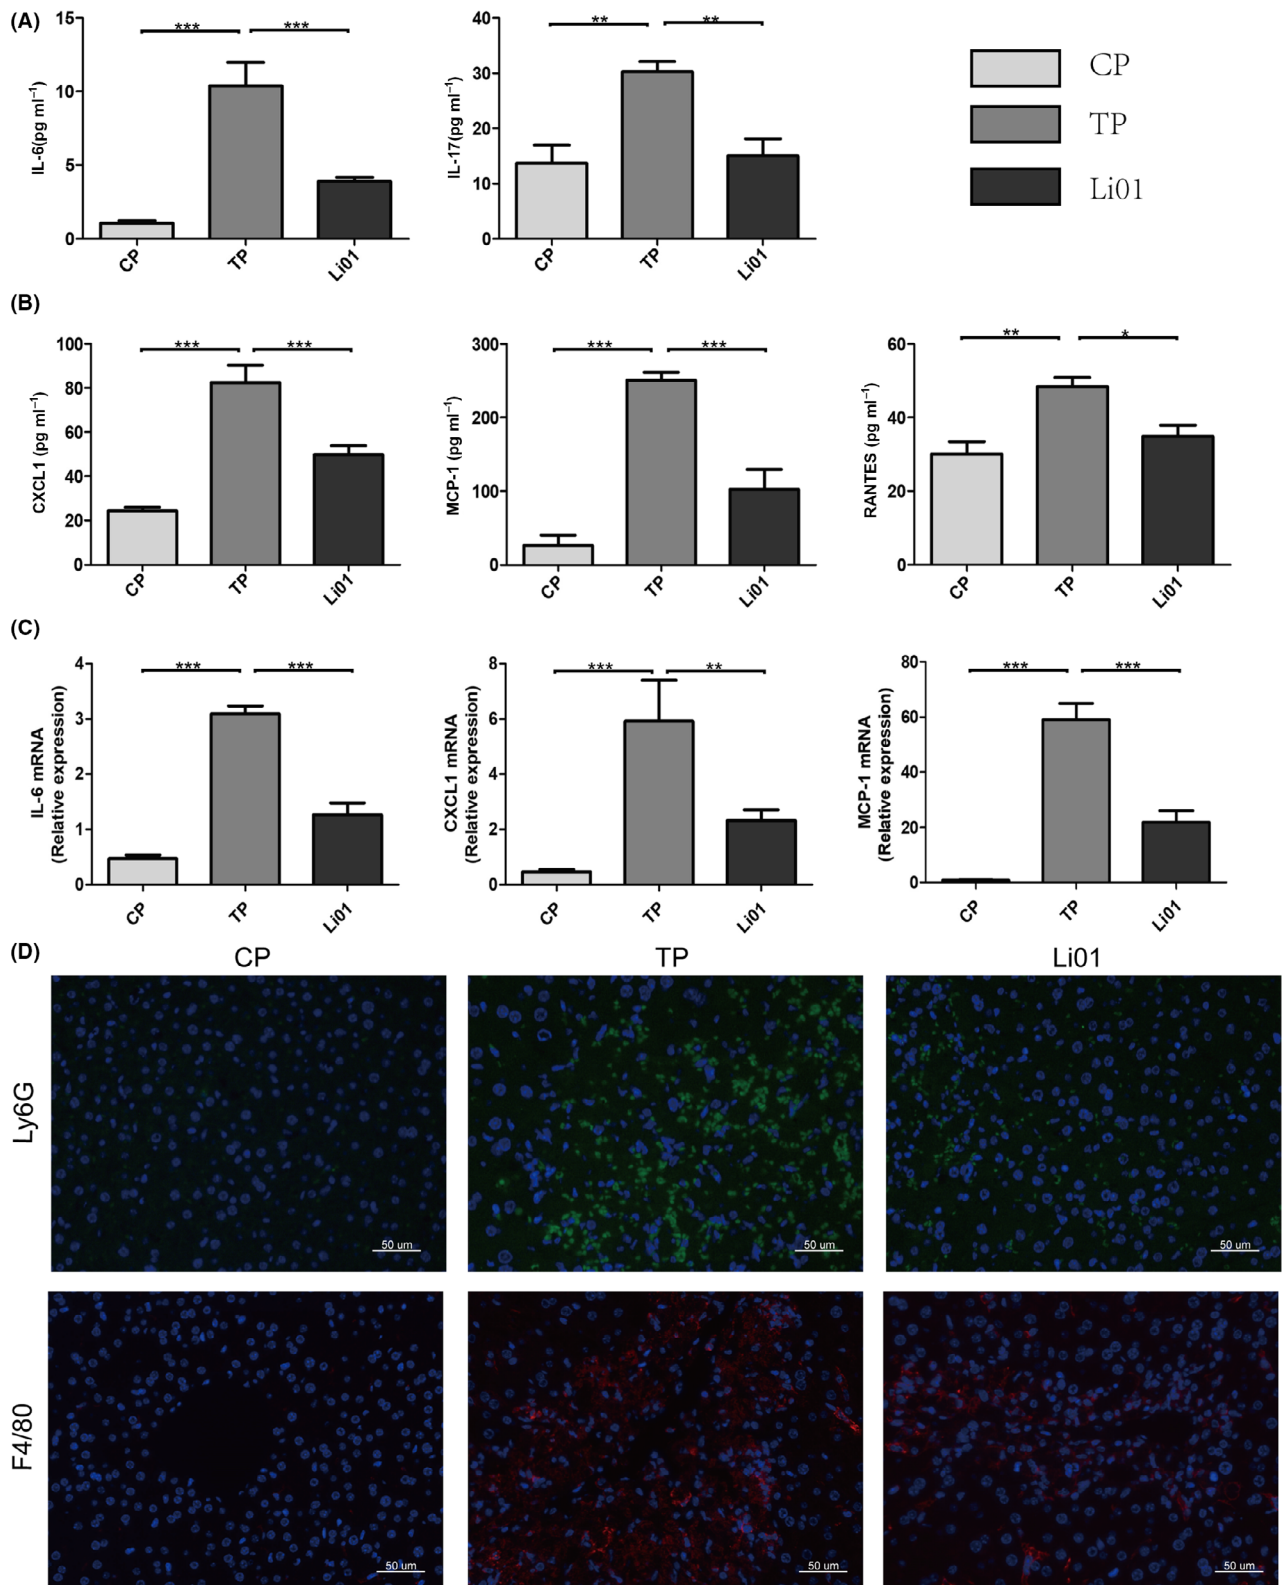 (A)
15
10
5
0
IL-6(pg ml⁻¹)
***
***
CP
TP
Li01
40
30
20
10
0
IL-17(pg ml⁻¹)
**
**
CP
TP
Li01
CP
TP
Li01
(B)
100
80
60
40
20
0
CXCL1 (pg ml⁻¹)
***
***
CP
TP
Li01
300
200
100
0
MCP-1 (pg ml⁻¹)
***
***
CP
TP
Li01
60
40
20
0
RANTES (pg ml⁻¹)
**
*
CP
TP
Li01
(C)
4
3
2
1
0
IL-6 mRNA
(Relative expression)
***
***
CP
TP
Li01
8
6
4
2
0
CXCL1 mRNA
(Relative expression)
***
**
CP
TP
Li01
80
60
40
20
0
MCP-1 mRNA
(Relative expression)
***
***
CP
TP
Li01
(D)
CP
TP
Li01
Ly6G
50 um
50 um
50 um
F4/80
50 um
50 um
50 um